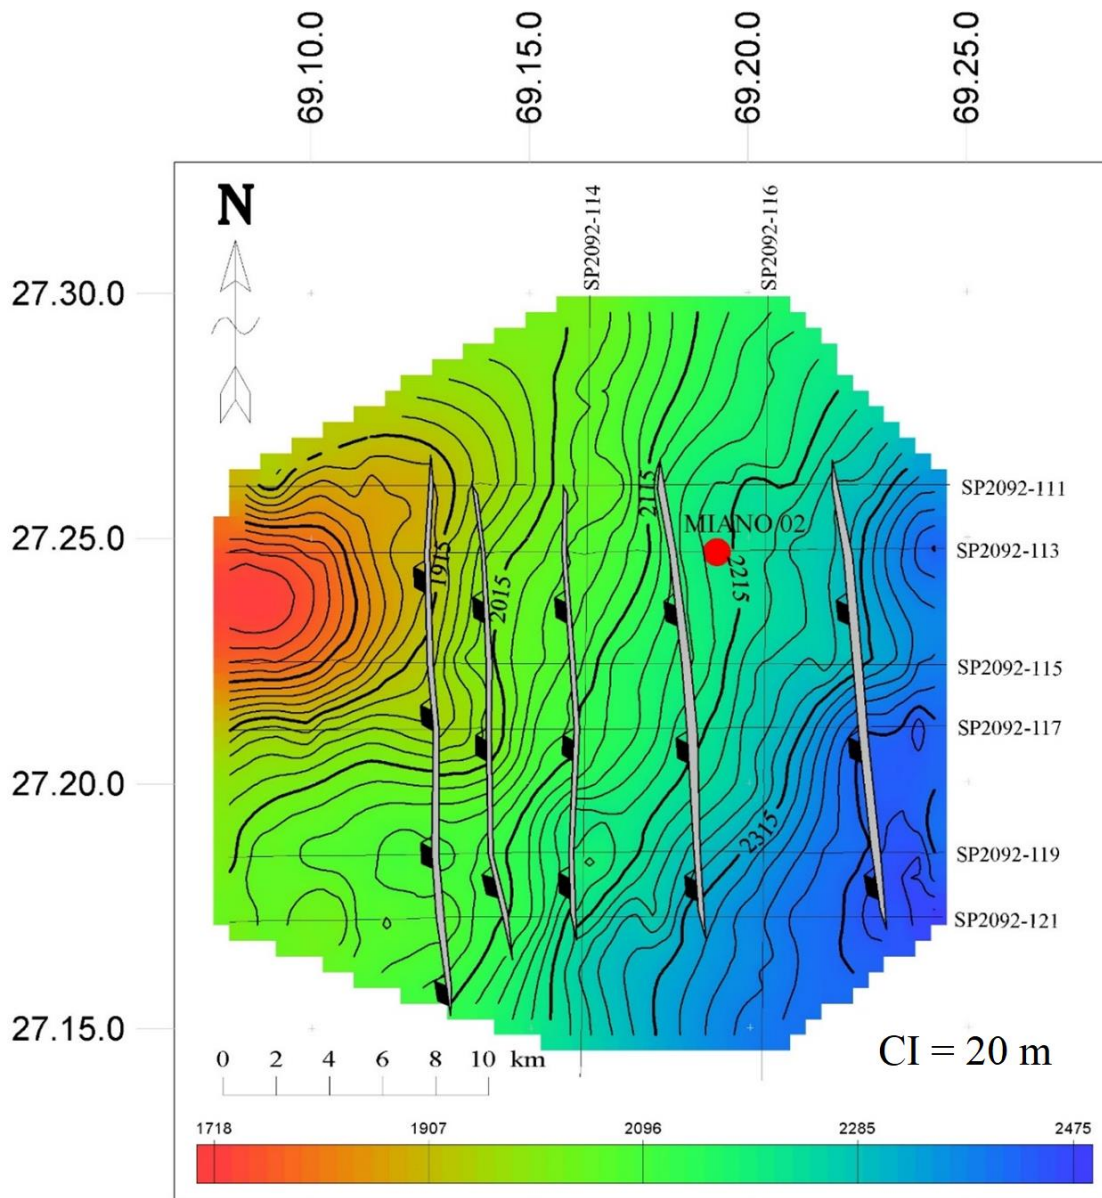 69.10.0
69.15.0
69.20.0
69.25.0
N
SP2092-114
SP2092-116
27.30.0
27.25.0
27.20.0
27.15.0
SP2092-111
SP2092-113
SP2092-115
SP2092-117
SP2092-119
SP2092-121
2115
MIANO 02
1915
2015
2215
2315
0 2 4 6 8 10 km
CI = 20 m
1718 1907 2096 2285 2475